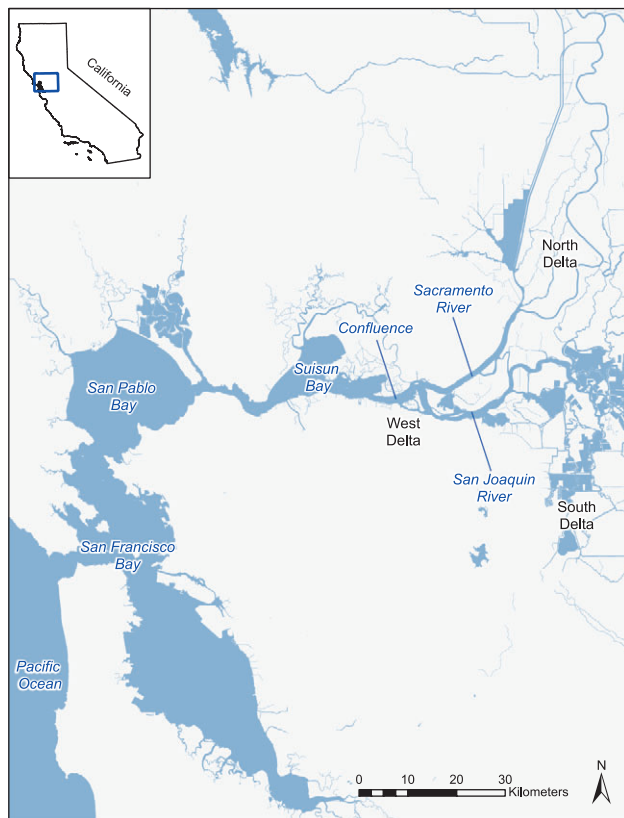 California
North
Delta
Sacramento
River
Confluence
Suisun
Bay
San Pablo
Bay
West
Delta
San Joaquin
River
South
Delta
San Francisco
Bay
Pacific
Ocean
N
0 10 20 30
Kilometers